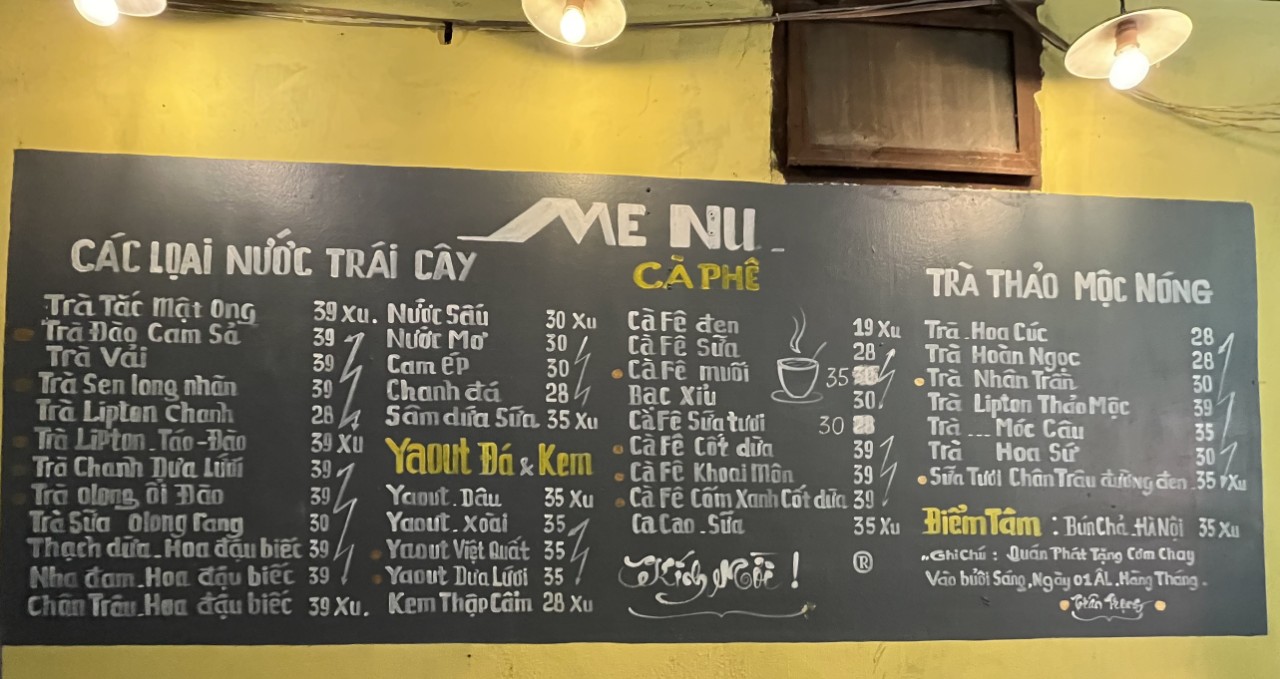 ME NU
CÁC LOẠI NƯỚC TRÁI CÂY
Trà Tắc Mật Ong 39 Xu.
Trà Đào Cam Sả 39
Trà Vải 39
Trà Sen long nhãn 39
Trà Lipton Chanh 28
Trà Lipton - Táo - Đào 39 Xu
Trà Chanh Dưa Lưới 39
Trà Olong Ổi Đào 39
Trà Sữa Olong rang 30
Thạch dừa - Hoa đậu biếc 39
Nha đam - Hoa đậu biếc 39
Chân Trâu - Hoa đậu biếc 39 Xu.
Nước Sấu 30 Xu
Nước Mơ 30
Cam ÉP 30
Chanh đá 28
Sâm dứa Sữa 35 Xu
Yaout Đá & Kem
Yaout - Dâu 35 Xu
Yaout - Xoài 35
Yaout Việt Quất 35
Yaout Dưa Lưới 35
Kem Thập Cẩm 28 Xu
CÀ PHÊ
Cà Fê đen 19 Xu
Cà Fê Sữa 28
Cà Fê muối 35
Bạc Xỉu 30
Cà Fê Sữa tươi 30
Cà Fê Cốt dừa 39
Cà Fê Khoai Môn 39
Cà Fê Cốm Xanh Cốt dừa 39
Ca Cao - Sữa 35 Xu
Kính Mời !
®
TRÀ THẢO MỘC NÓNG
Trà - Hoa Cúc 28
Trà Hoàn Ngọc 28
Trà Nhân Trần 30
Trà Lipton Thảo Mộc 39
Trà ... Móc Câu 35
Trà Hoa Sứ 30
Sữa Tươi Chân Trâu đường đen - 35 Xu
Điểm Tâm : Bún Chả - Hà Nội 35 Xu
Ghi Chú : Quán Phát Tặng Cơm Chay
Vào buổi Sáng, Ngày 01 ÂL - Hàng Tháng.
Trân Trọng